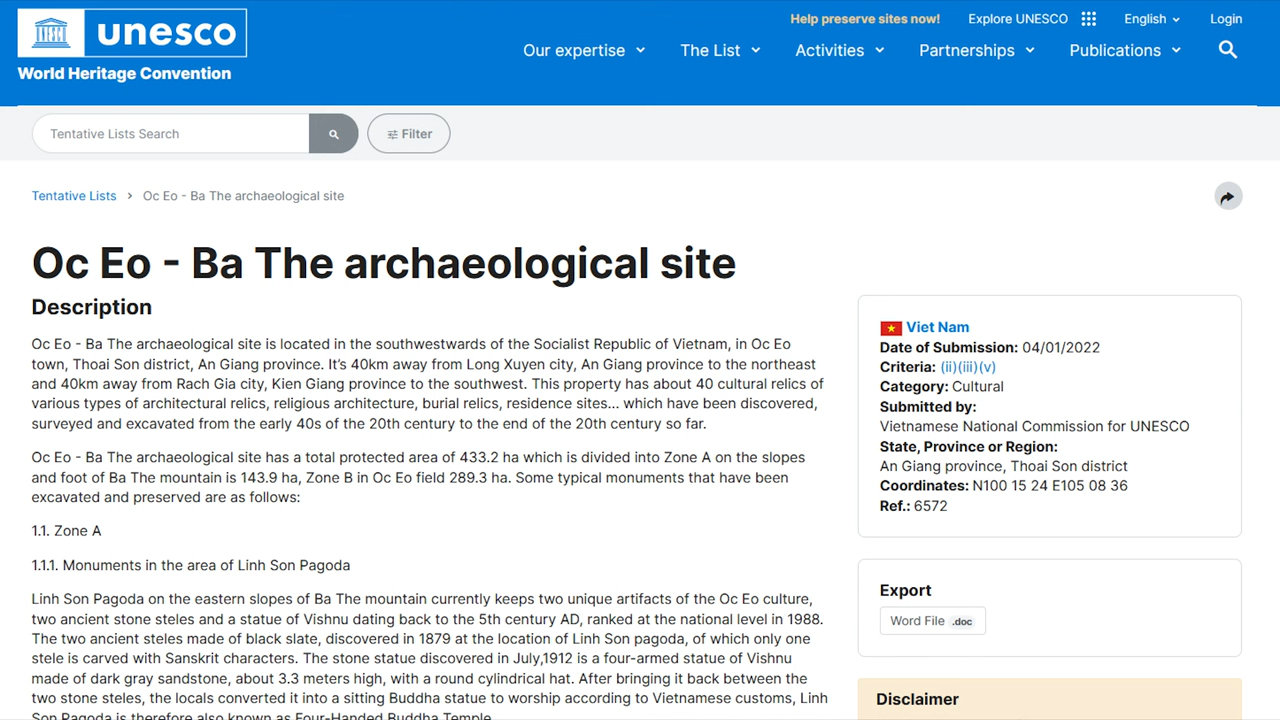 unesco
World Heritage Convention
Help preserve sites now!
Explore UNESCO
English
Login
Our expertise
The List
Activities
Partnerships
Publications
Tentative Lists Search
Filter
Tentative Lists > Oc Eo - Ba The archaeological site
Oc Eo - Ba The archaeological site
Description
Oc Eo - Ba The archaeological site is located in the southwestwards of the Socialist Republic of Vietnam, in Oc Eo
town, Thoai Son district, An Giang province. It’s 40km away from Long Xuyen city, An Giang province to the northeast
and 40km away from Rach Gia city, Kien Giang province to the southwest. This property has about 40 cultural relics of
various types of architectural relics, religious architecture, burial relics, residence sites... which have been discovered,
surveyed and excavated from the early 40s of the 20th century to the end of the 20th century so far.
Oc Eo - Ba The archaeological site has a total protected area of 433.2 ha which is divided into Zone A on the slopes
and foot of Ba The mountain is 143.9 ha, Zone B in Oc Eo field 289.3 ha. Some typical monuments that have been
excavated and preserved are as follows:
1.1. Zone A
1.1.1. Monuments in the area of Linh Son Pagoda
Linh Son Pagoda on the eastern slopes of Ba The mountain currently keeps two unique artifacts of the Oc Eo culture,
two ancient stone steles and a statue of Vishnu dating back to the 5th century AD, ranked at the national level in 1988.
The two ancient steles made of black slate, discovered in 1879 at the location of Linh Son pagoda, of which only one
stele is carved with Sanskrit characters. The stone statue discovered in July,1912 is a four-armed statue of Vishnu
made of dark gray sandstone, about 3.3 meters high, with a round cylindrical hat. After bringing it back between the
two stone steles, the locals converted it into a sitting Buddha statue to worship according to Vietnamese customs, Linh
Son Pagoda is therefore also known as Four-Handed Buddha Temple.
Viet Nam
Date of Submission: 04/01/2022
Criteria: (ii)(iii)(v)
Category: Cultural
Submitted by:
Vietnamese National Commission for UNESCO
State, Province or Region:
An Giang province, Thoai Son district
Coordinates: N100 15 24 E105 08 36
Ref.: 6572
Export
Word File .doc
Disclaimer